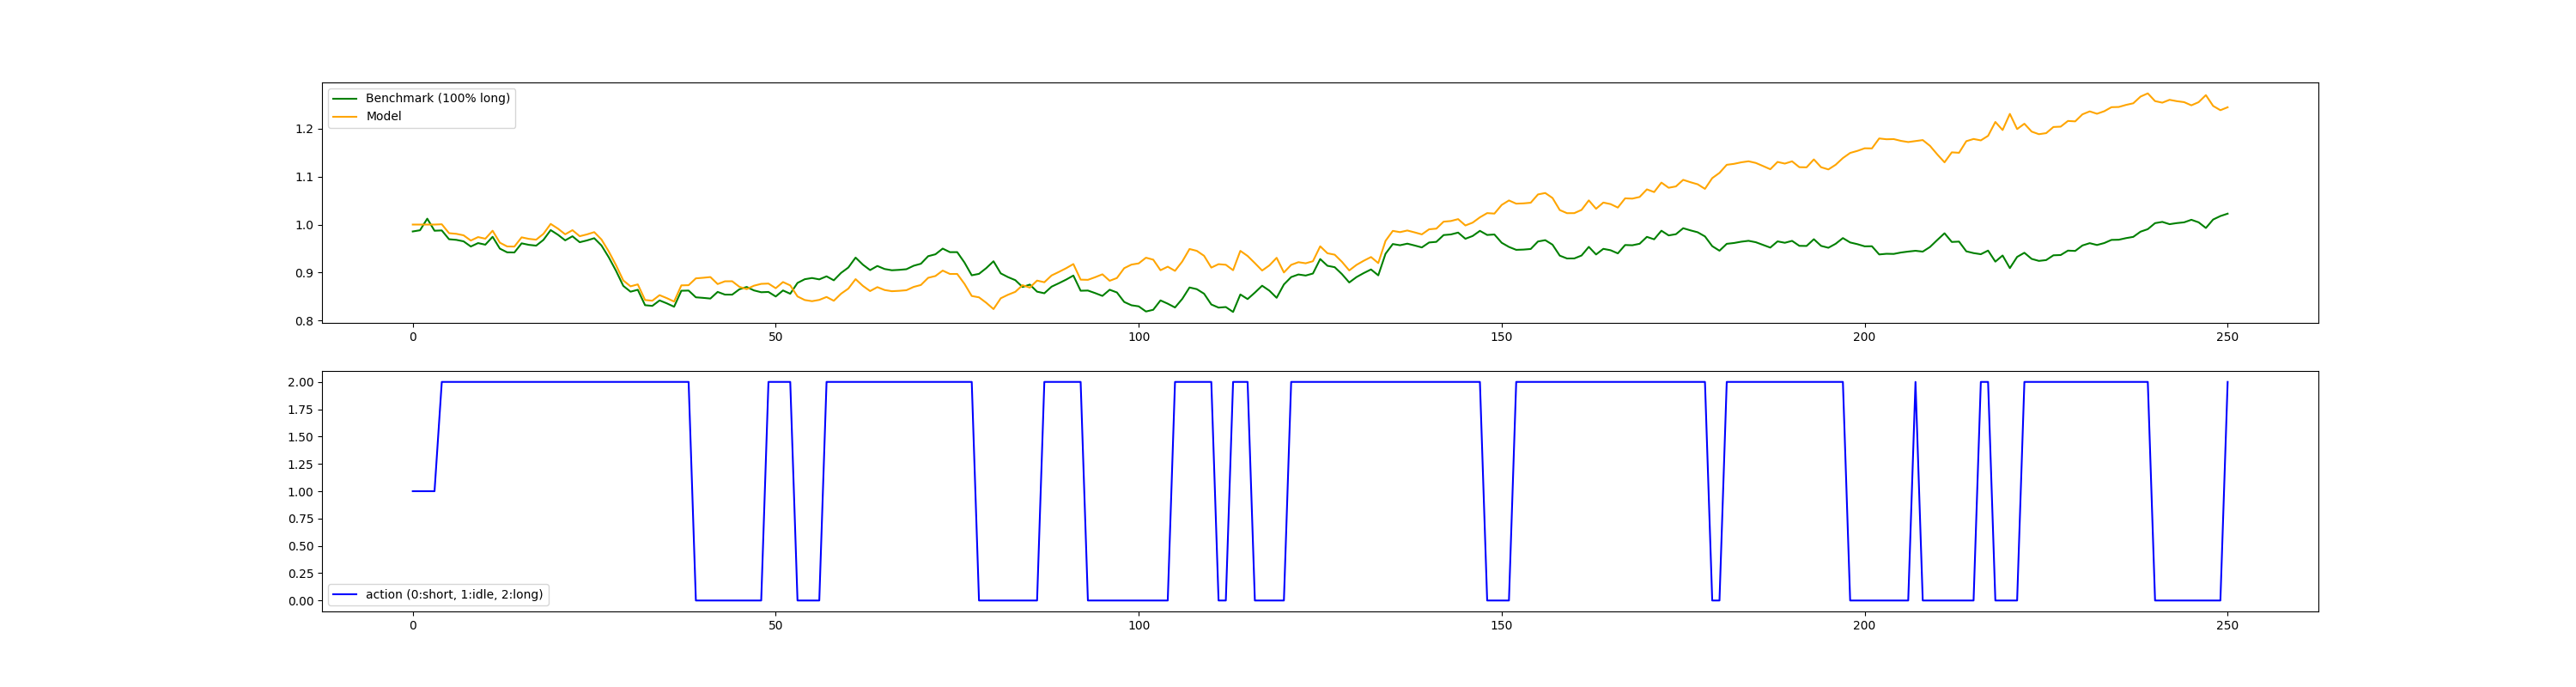 Benchmark (100% long)
Model
1.2
1.1
1.0
0.9
0.8
0 50 100 150 200 250
2.00
1.75
1.50
1.25
1.00
0.75
0.50
0.25
0.00
action (0:short, 1:idle, 2:long)
0 50 100 150 200 250